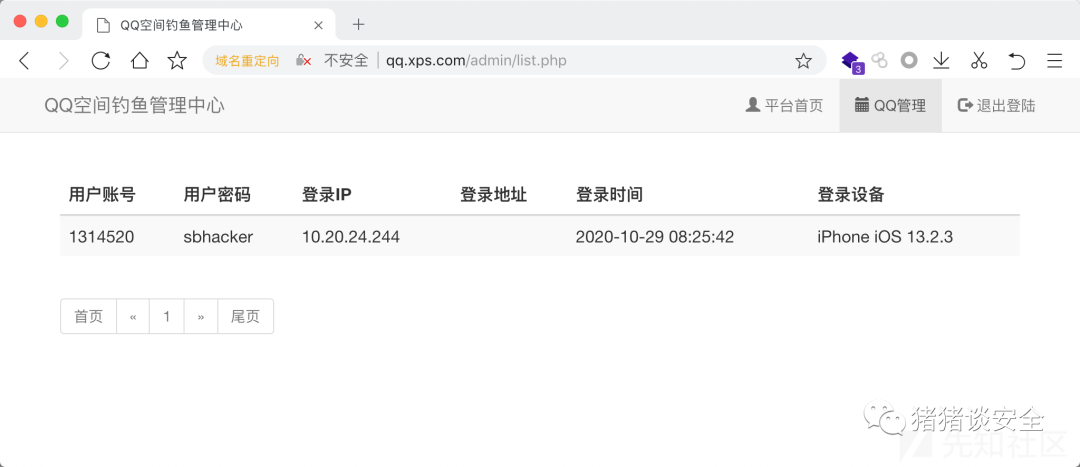 QQ空间钓鱼管理中心
域名重定向 不安全 qq.xps.com/admin/list.php 3
QQ空间钓鱼管理中心 平台首页 QQ管理 退出登陆
用户账号 用户密码 登录IP 登录地址 登录时间 登录设备
1314520 sbhacker 10.20.24.244 2020-10-29 08:25:42 iPhone iOS 13.2.3
首页 « 1 » 尾页
猪猪谈安全
先知社区